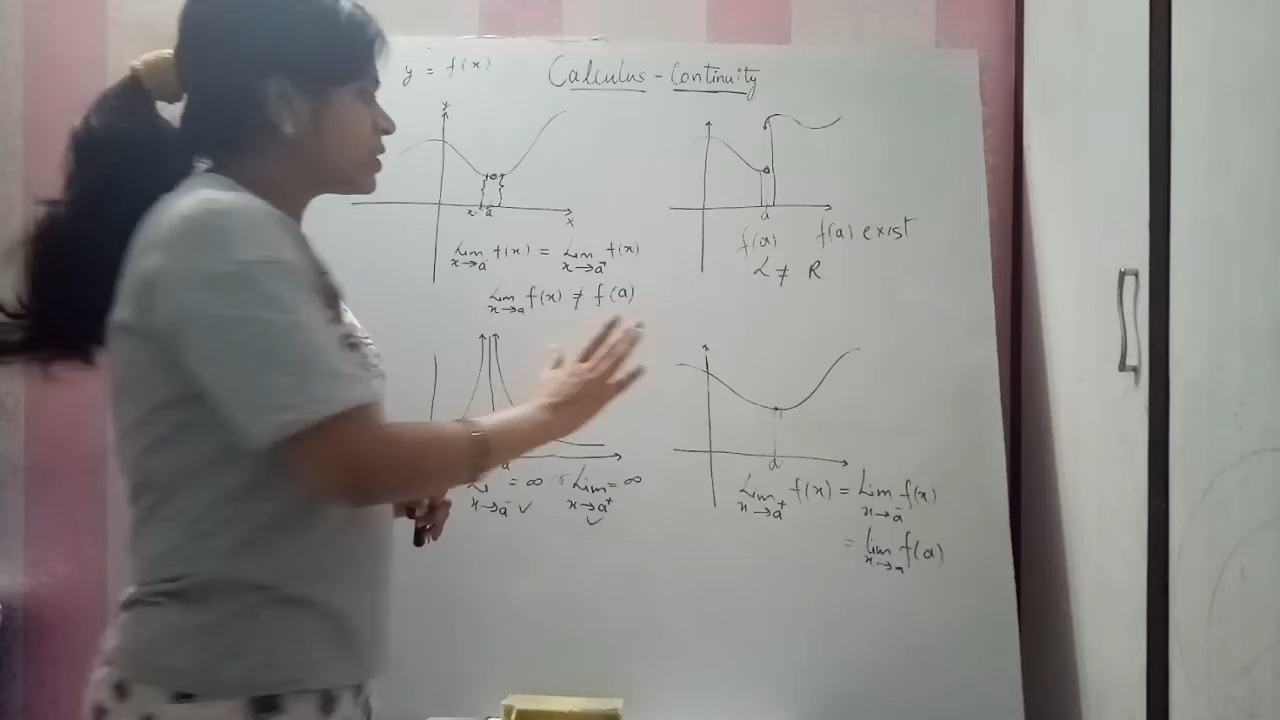 y = f(x)
Calculus - Continuity
y
x a
x
Lim x→a⁻ f(x) = Lim x→a⁺ f(x)
Lim x→a f(x) ≠ f(a)
a
f(a) f(a) exist
L ≠ R
a
x→a⁻ = ∞ Lim x→a⁺ = ∞
a
Lim x→a⁺ f(x) = Lim x→a⁻ f(x)
= lim x→a f(a)